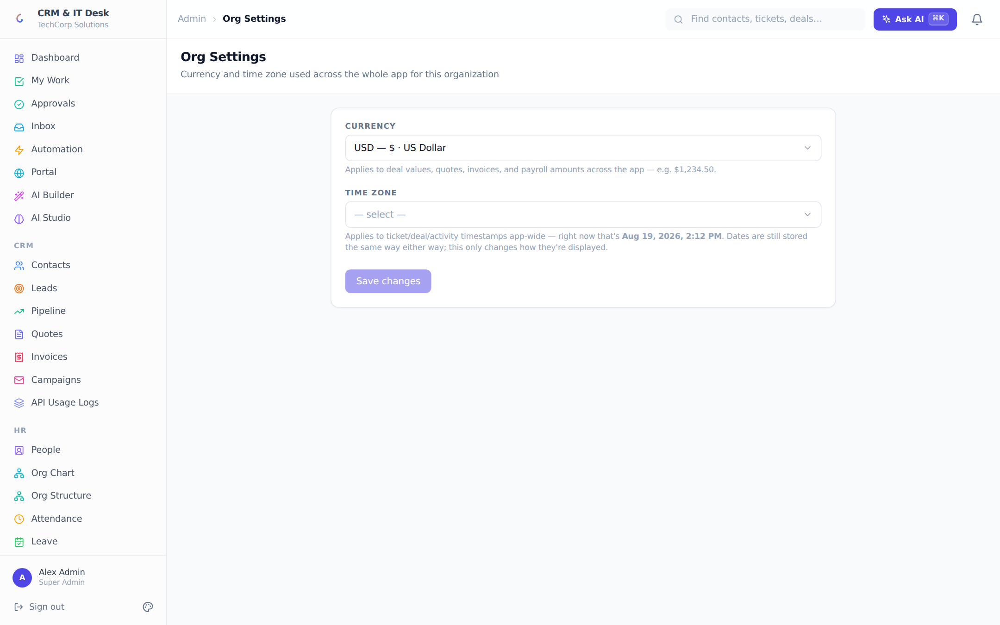 CRM & IT Desk
TechCorp Solutions
Dashboard
My Work
Approvals
Inbox
Automation
Portal
AI Builder
AI Studio
CRM
Contacts
Leads
Pipeline
Quotes
Invoices
Campaigns
API Usage Logs
HR
People
Org Chart
Org Structure
Attendance
Leave
A
Alex Admin
Super Admin
Sign out
Admin
Org Settings
Find contacts, tickets, deals...
Ask AI ⌘K
Org Settings
Currency and time zone used across the whole app for this organization
CURRENCY
USD — $ · US Dollar
Applies to deal values, quotes, invoices, and payroll amounts across the app — e.g. $1,234.50.
TIME ZONE
— select —
Applies to ticket/deal/activity timestamps app-wide — right now that's Aug 19, 2026, 2:12 PM. Dates are still stored
the same way either way; this only changes how they're displayed.
Save changes